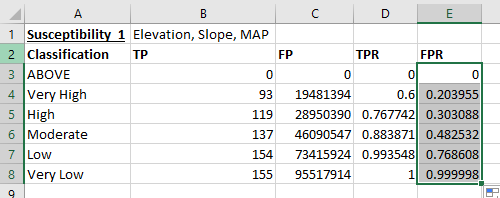 A B C D E
1 Susceptibility_1 Elevation, Slope, MAP
2 Classification TP FP TPR FPR
3 ABOVE 0 0 0 0
4 Very High 93 19481394 0.6 0.203955
5 High 119 28950390 0.767742 0.303088
6 Moderate 137 46090547 0.883871 0.482532
7 Low 154 73415924 0.993548 0.768608
8 Very Low 155 95517914 1 0.999998
9